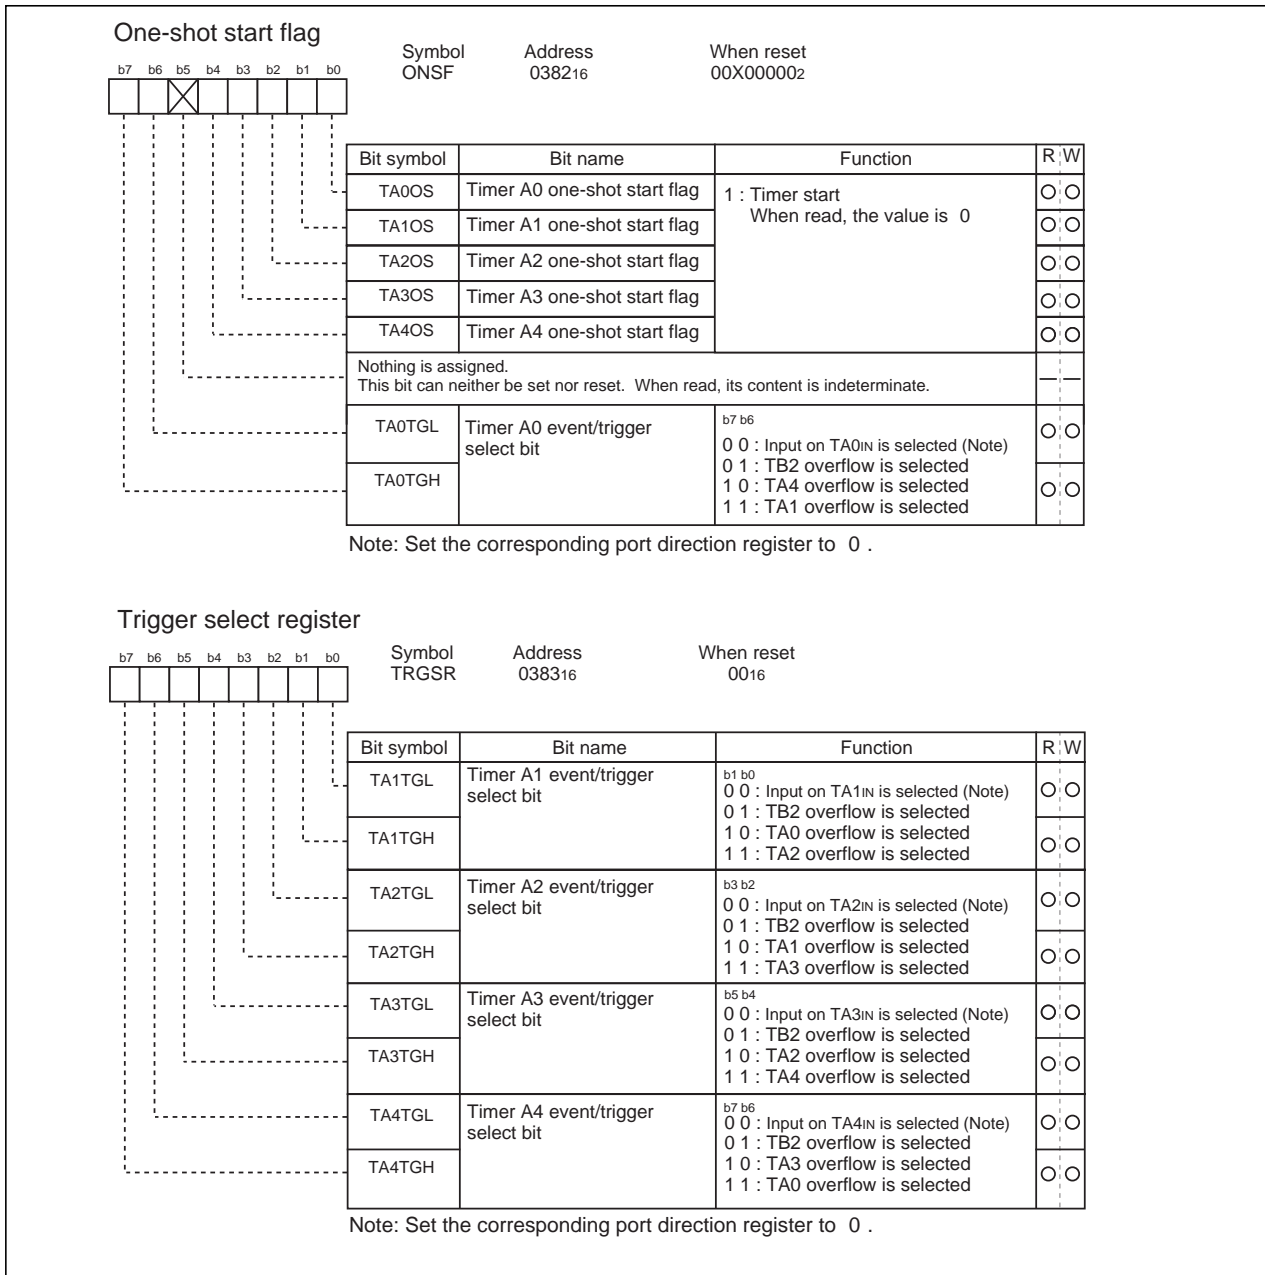 One-shot start flag
Symbol Address When reset
ONSF 038216 00X000002
b7 b6 b5 b4 b3 b2 b1 b0
Bit symbol Bit name Function R W
TA0OS Timer A0 one-shot start flag 1 : Timer start
When read, the value is 0
TA1OS Timer A1 one-shot start flag
TA2OS Timer A2 one-shot start flag
TA3OS Timer A3 one-shot start flag
TA4OS Timer A4 one-shot start flag
Nothing is assigned.
This bit can neither be set nor reset. When read, its content is indeterminate.
TA0TGL Timer A0 event/trigger
select bit
b7 b6
0 0 : Input on TA0IN is selected (Note)
0 1 : TB2 overflow is selected
TA0TGH
1 0 : TA4 overflow is selected
1 1 : TA1 overflow is selected
Note: Set the corresponding port direction register to 0 .
Trigger select register
Symbol Address When reset
TRGSR 038316 0016
b7 b6 b5 b4 b3 b2 b1 b0
Bit symbol Bit name Function R W
TA1TGL Timer A1 event/trigger
select bit
b1 b0
0 0 : Input on TA1IN is selected (Note)
0 1 : TB2 overflow is selected
TA1TGH
1 0 : TA0 overflow is selected
1 1 : TA2 overflow is selected
TA2TGL Timer A2 event/trigger
select bit
b3 b2
0 0 : Input on TA2IN is selected (Note)
0 1 : TB2 overflow is selected
TA2TGH
1 0 : TA1 overflow is selected
1 1 : TA3 overflow is selected
TA3TGL Timer A3 event/trigger
select bit
b5 b4
0 0 : Input on TA3IN is selected (Note)
0 1 : TB2 overflow is selected
TA3TGH
1 0 : TA2 overflow is selected
1 1 : TA4 overflow is selected
TA4TGL Timer A4 event/trigger
select bit
b7 b6
0 0 : Input on TA4IN is selected (Note)
0 1 : TB2 overflow is selected
TA4TGH
1 0 : TA3 overflow is selected
1 1 : TA0 overflow is selected
Note: Set the corresponding port direction register to 0 .